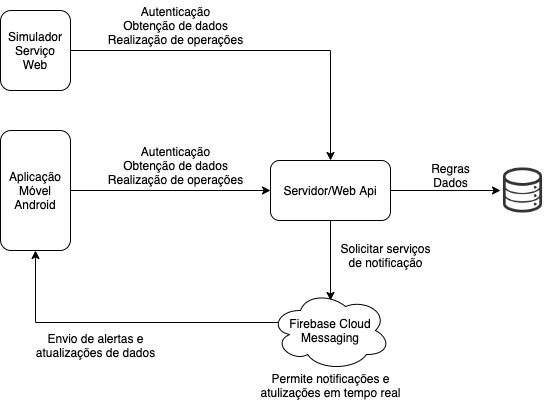 Autenticação
Obtenção de dados
Realização de operações
Simulador
Serviço
Web
Autenticação
Obtenção de dados
Realização de operações
Aplicação
Móvel
Android
Servidor/Web Api
Regras
Dados
Solicitar serviços
de notificação
Firebase Cloud
Messaging
Envio de alertas e
atualizações de dados
Permite notificações e
atulizações em tempo real